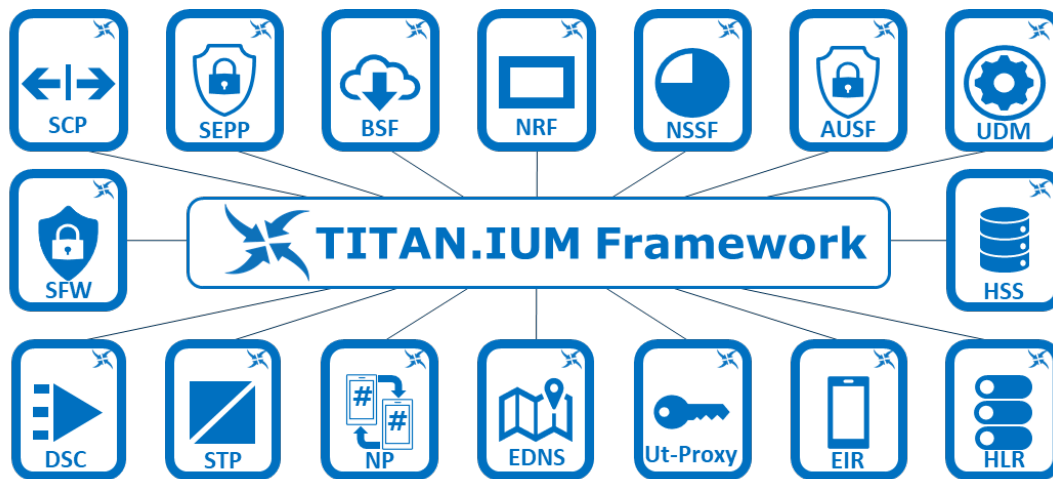 SCP
SEPP
BSF
NRF
NSSF
AUSF
UDM
SFW
TITAN.IUM Framework
HSS
DSC
STP
#
#
NP
EDNS
Ut-Proxy
EIR
HLR